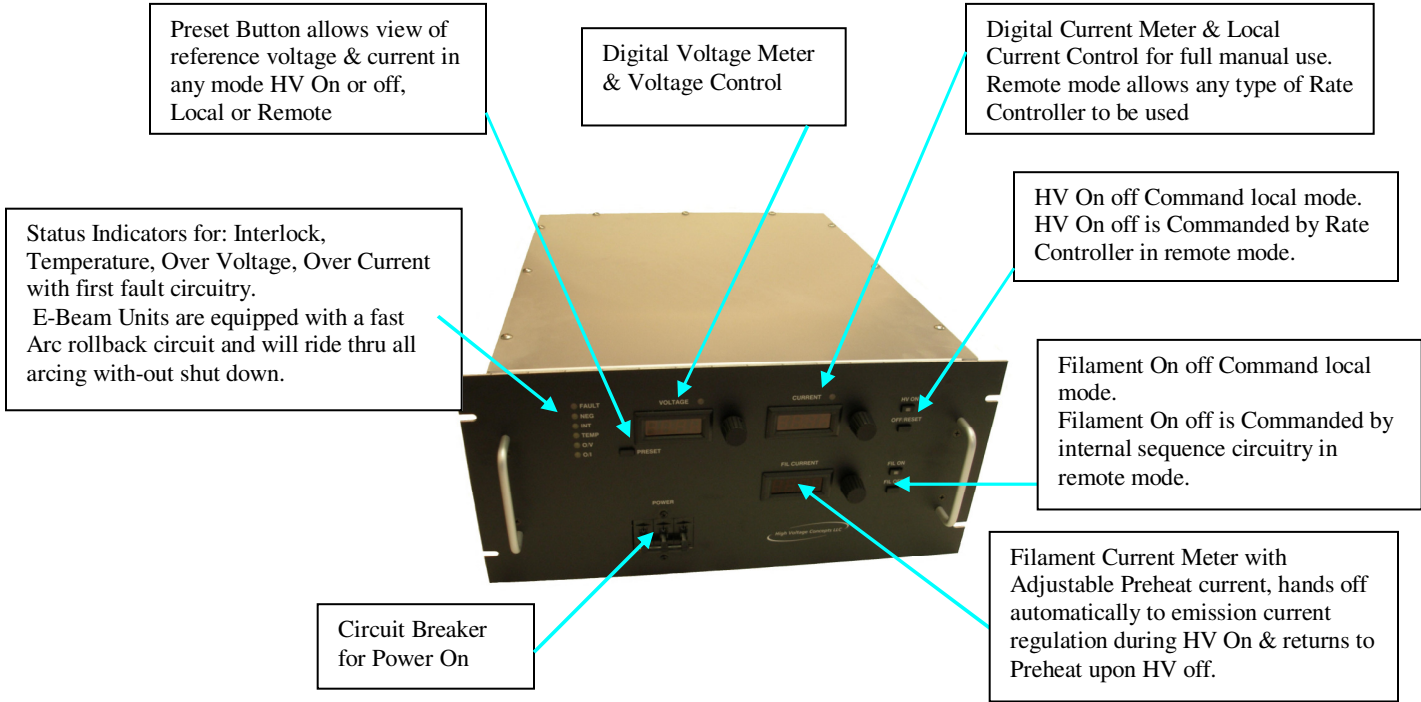 Preset Button allows view of
reference voltage & current in
any mode HV On or off,
Local or Remote
Digital Voltage Meter
& Voltage Control
Digital Current Meter & Local
Current Control for full manual use.
Remote mode allows any type of Rate
Controller to be used
HV On off Command local mode.
HV On off is Commanded by Rate
Controller in remote mode.
Status Indicators for: Interlock,
Temperature, Over Voltage, Over Current
with first fault circuitry.
E-Beam Units are equipped with a fast
Arc rollback circuit and will ride thru all
arcing with-out shut down.
Filament On off Command local
mode.
Filament On off is Commanded by
internal sequence circuitry in
remote mode.
Filament Current Meter with
Adjustable Preheat current, hands off
automatically to emission current
regulation during HV On & returns to
Preheat upon HV off.
Circuit Breaker
for Power On
FAULT
NEG
INT
TEMP
O/V
O/I
VOLTAGE
PRESET
CURRENT
HV ON
OFF/RESET
FIL CURRENT
FIL ON
FIL
POWER
High Voltage Concepts LLC